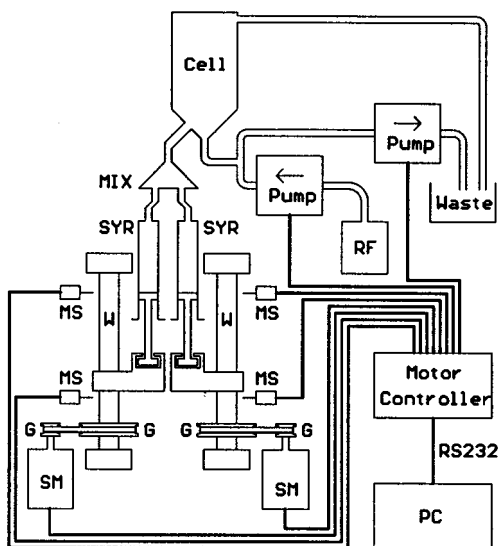 Cell
→
Pump
MIX
←
Pump
Waste
SYR
SYR
RF
W
W
MS
MS
MS
MS
Motor
Controller
G
G
G
G
RS232
SM
SM
PC